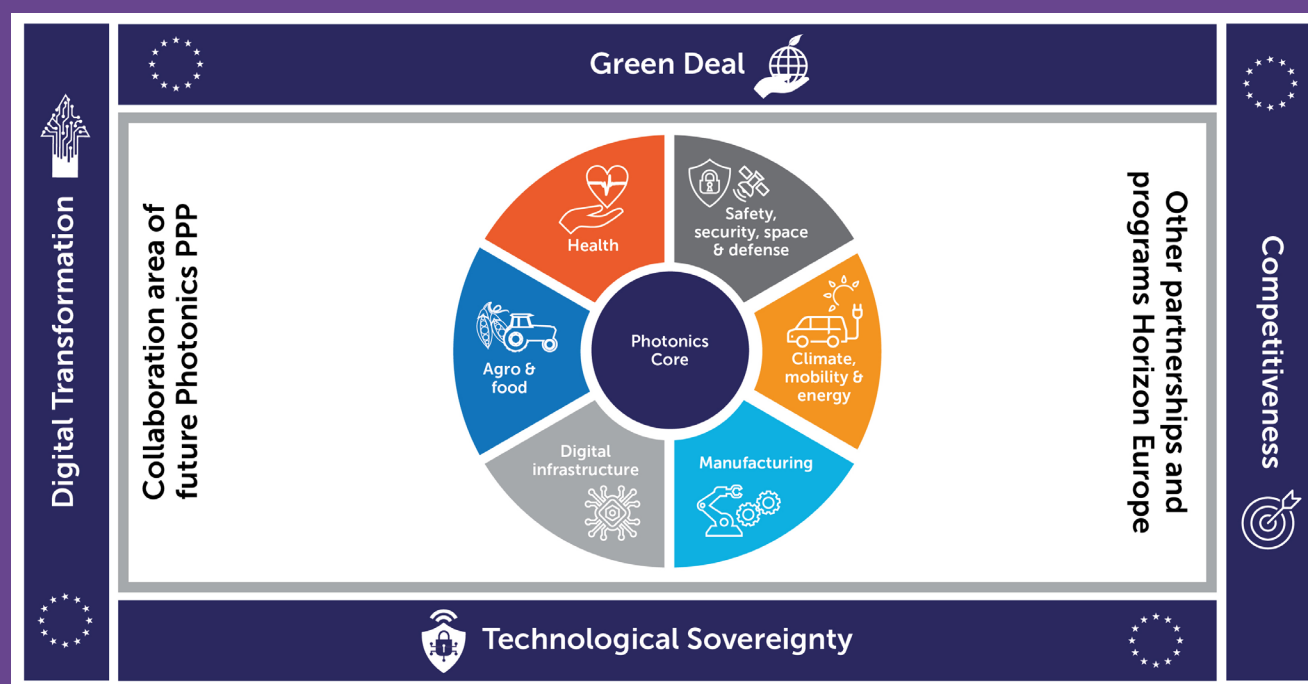 Green Deal
Digital Transformation
Collaboration area of
future Photonics PPP
Health
Safety,
security, space
& defense
Agro &
food
Photonics
Core
Climate,
mobility &
energy
Digital
infrastructure
Manufacturing
Other partnerships and
programs Horizon Europe
Competitiveness
Technological Sovereignty